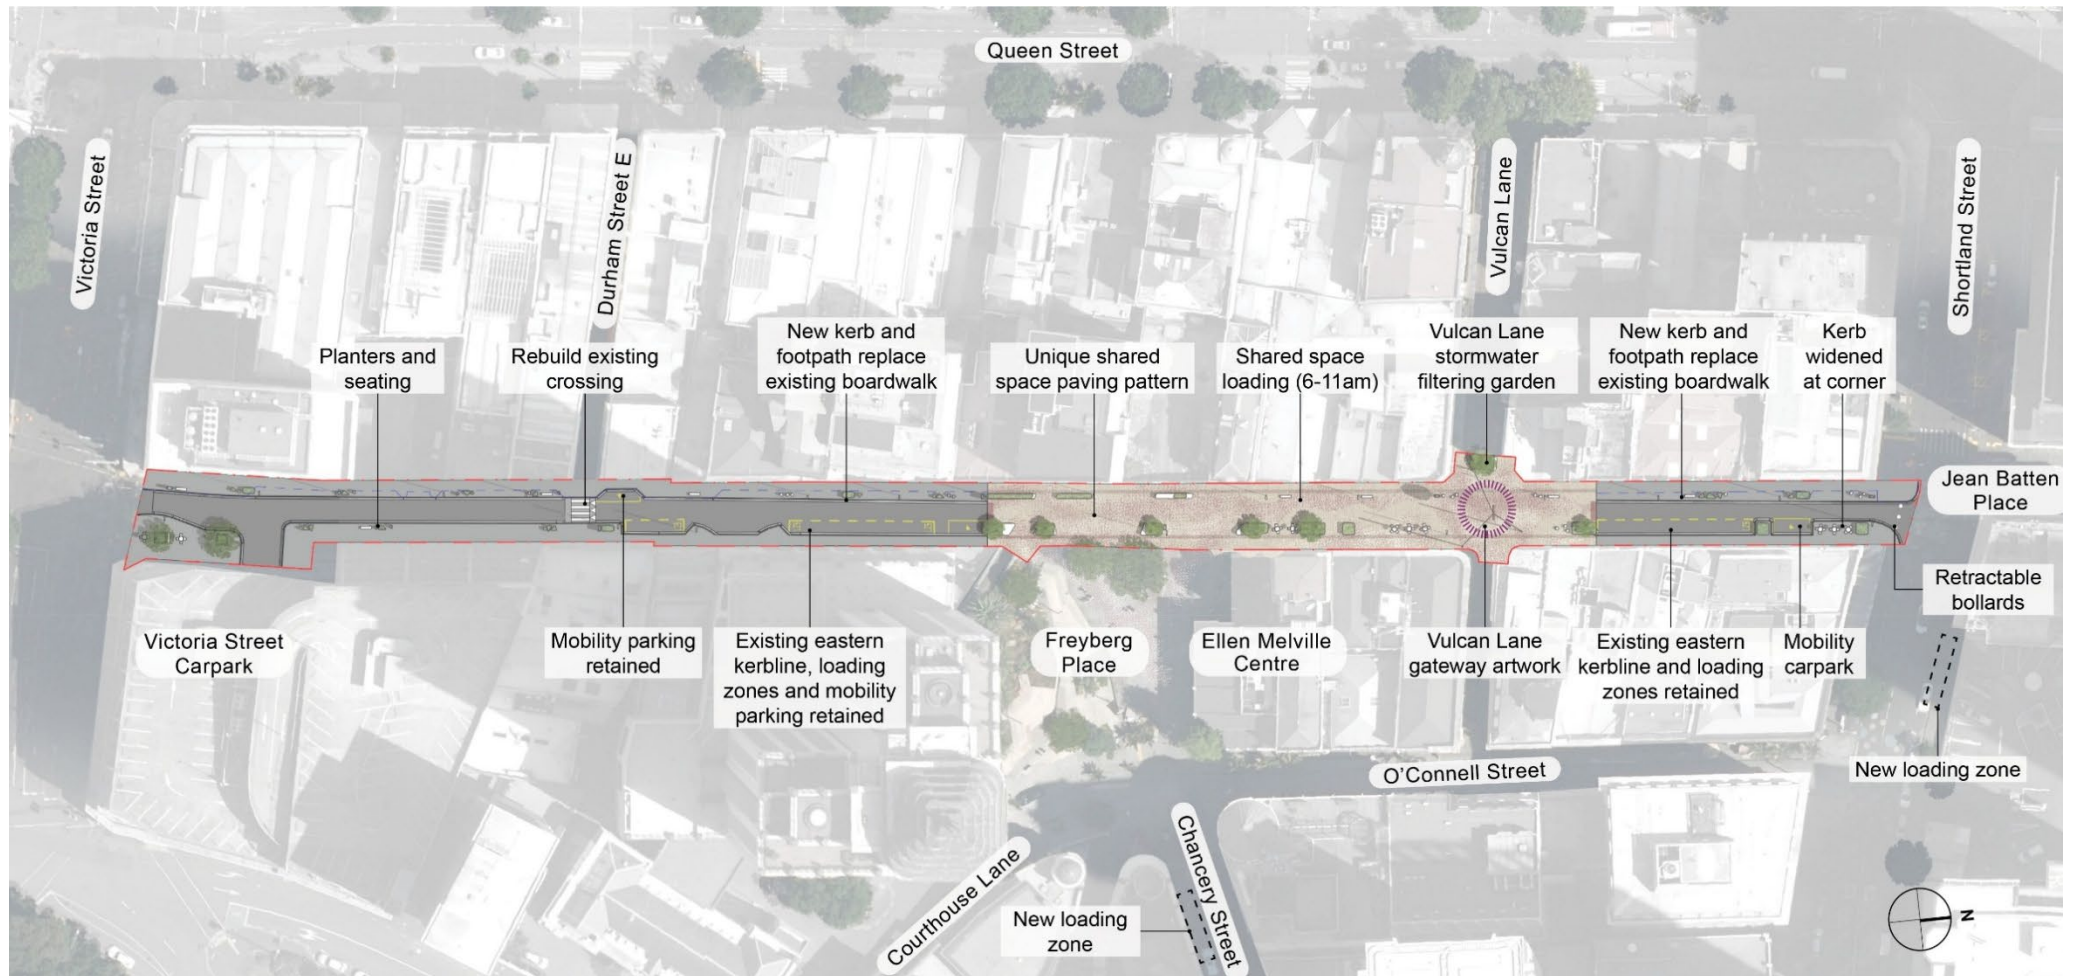 Queen Street
Victoria Street
Durham Street E
Vulcan Lane
Shortland Street
Planters and
seating
Rebuild existing
crossing
New kerb and
footpath replace
existing boardwalk
Unique shared
space paving pattern
Shared space
loading (6-11am)
Vulcan Lane
stormwater
filtering garden
New kerb and
footpath replace
existing boardwalk
Kerb
widened
at corner
Jean Batten
Place
Retractable
bollards
Victoria Street
Carpark
Mobility parking
retained
Existing eastern
kerbline, loading
zones and mobility
parking retained
Freyberg
Place
Ellen Melville
Centre
Vulcan Lane
gateway artwork
Existing eastern
kerbline and loading
zones retained
Mobility
carpark
New loading zone
O'Connell Street
Courthouse Lane
Chancery Street
New loading
zone
N